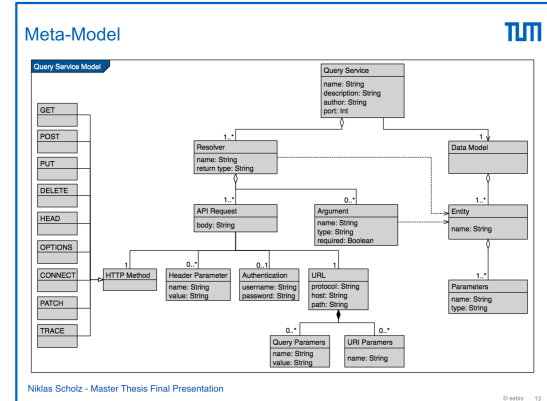 Meta-Model
TUM
Query Service Model
Query Service
name: String
description: String
author: String
port: Int
GET
POST
PUT
DELETE
HEAD
OPTIONS
CONNECT
PATCH
TRACE
1..*
Resolver
name: String
return type: String
1
Data Model
1..*
API Request
body: String
0..*
Argument
name: String
type: String
required: Boolean
1..*
Entity
name: String
1
HTTP Method
0..*
Header Parameter
name: String
value: String
0..1
Authentication
username: String
password: String
1
URL
protocol: String
host: String
path: String
1..*
Parameters
name: String
type: String
0..*
Query Paramers
name: String
value: String
0..*
URI Paramers
name: String
Niklas Scholz - Master Thesis Final Presentation
© sebis 13